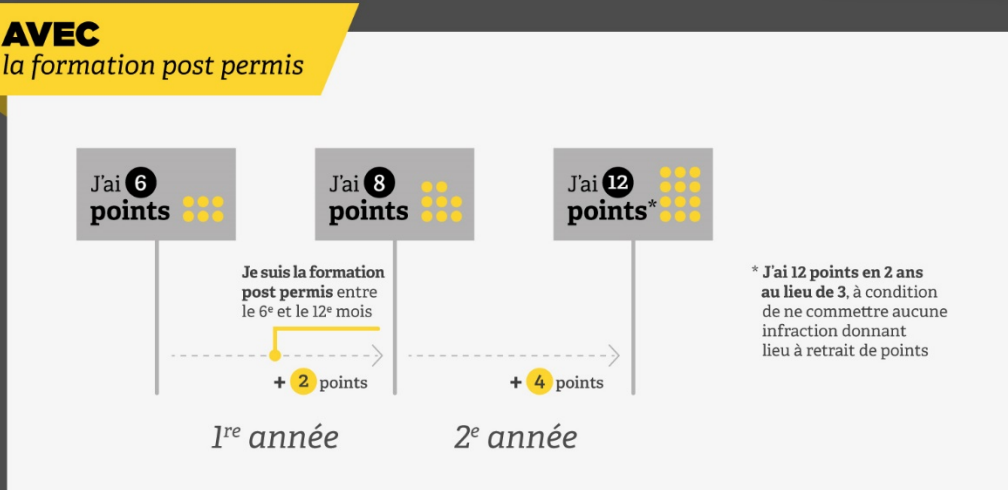 AVEC
la formation post permis
J'ai 6
points
J'ai 8
points
J'ai 12
points*
Je suis la formation
post permis entre
le 6e et le 12e mois
+ 2 points
+ 4 points
1re année
2e année
* J'ai 12 points en 2 ans
au lieu de 3, à condition
de ne commettre aucune
infraction donnant
lieu à retrait de points